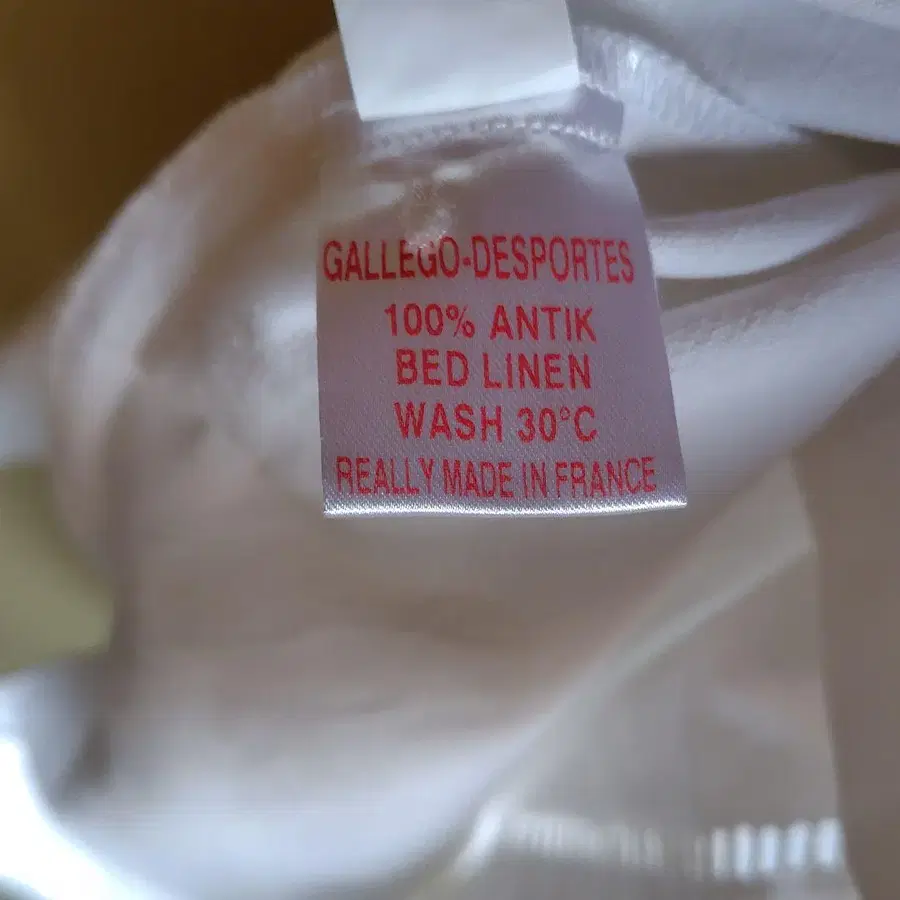 GALLEGO-DESPORTES
100% ANTIK
BED LINEN
WASH 30°C
REALLY MADE IN FRANCE